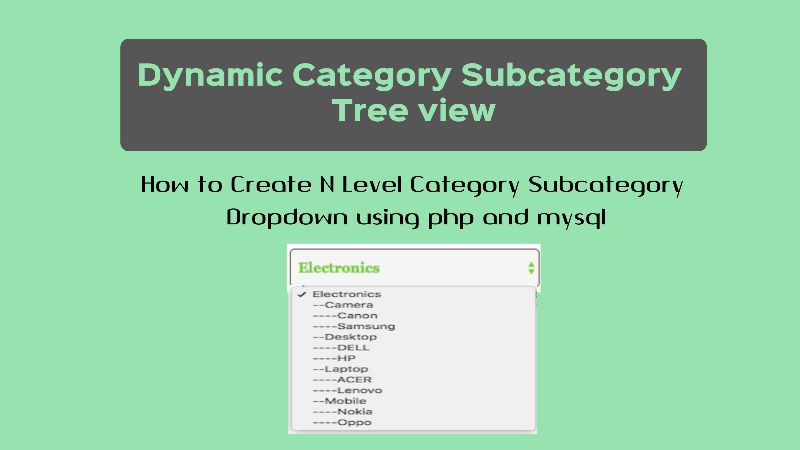 Dynamic Category Subcategory
Tree view
How to Create N Level Category Subcategory
Dropdown using php and mysql
Electronics
✓ Electronics
--Camera
----Canon
----Samsung
--Desktop
----DELL
----HP
--Laptop
----ACER
----Lenovo
--Mobile
----Nokia
----Oppo